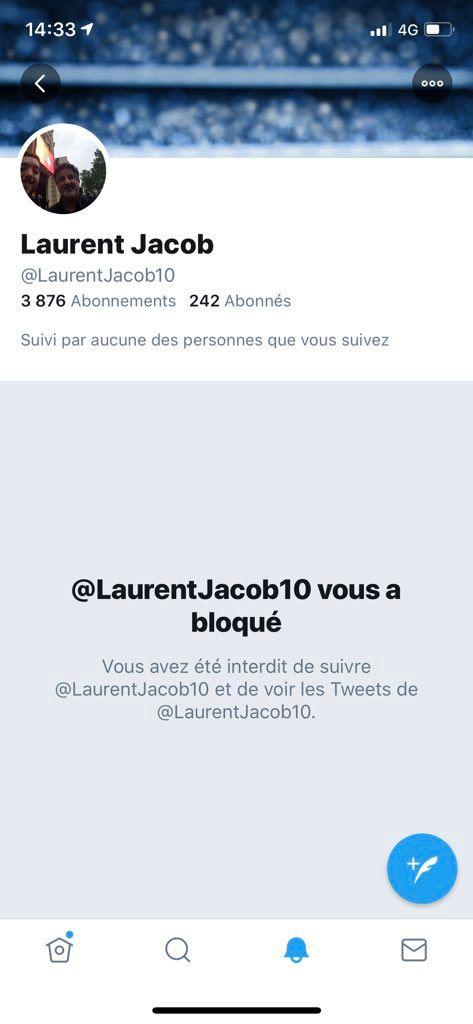 14:33
4G
Laurent Jacob
@LaurentJacob10
3 876 Abonnements 242 Abonnés
Suivi par aucune des personnes que vous suivez
@LaurentJacob10 vous a
bloqué
Vous avez été interdit de suivre
@LaurentJacob10 et de voir les Tweets de
@LaurentJacob10.